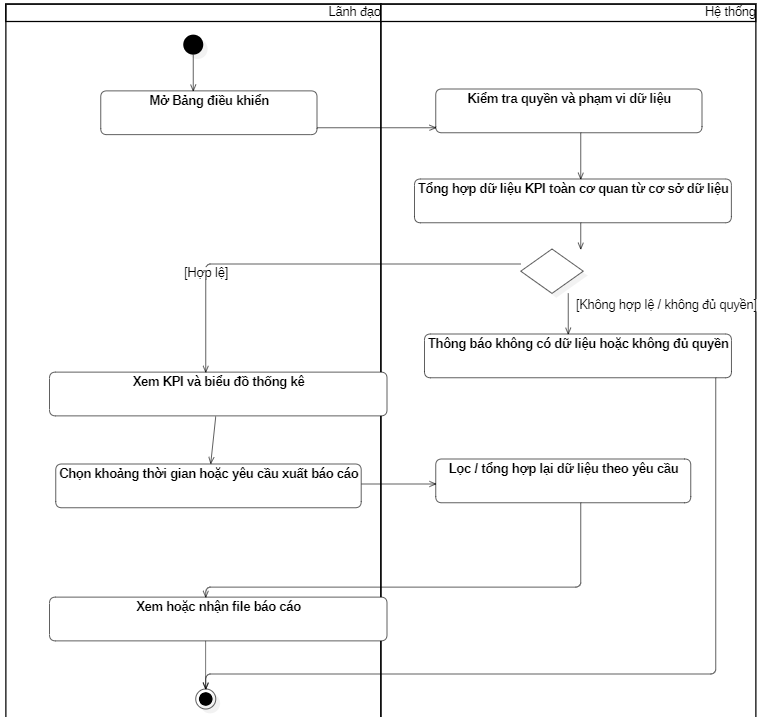 Lãnh đạo
Hệ thống
Mở Bảng điều khiển
Kiểm tra quyền và phạm vi dữ liệu
Tổng hợp dữ liệu KPI toàn cơ quan từ cơ sở dữ liệu
[Hợp lệ]
[Không hợp lệ / không đủ quyền]
Thông báo không có dữ liệu hoặc không đủ quyền
Xem KPI và biểu đồ thống kê
Chọn khoảng thời gian hoặc yêu cầu xuất báo cáo
Lọc / tổng hợp lại dữ liệu theo yêu cầu
Xem hoặc nhận file báo cáo